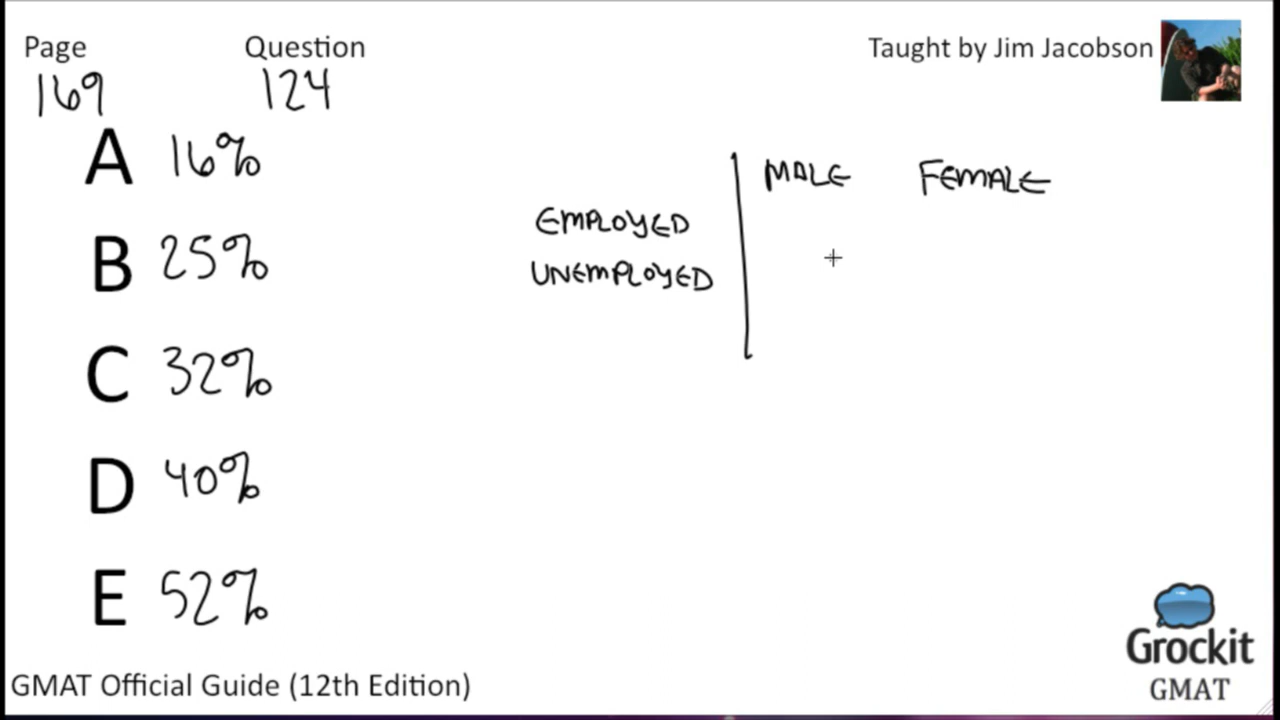 Page Question Taught by Jim Jacobson
169 124
A 16%
MALE FEMALE
EMPLOYED
B 25%
UNEMPLOYED
C 32%
D 40%
E 52%
Grockit
GMAT
GMAT Official Guide (12th Edition)